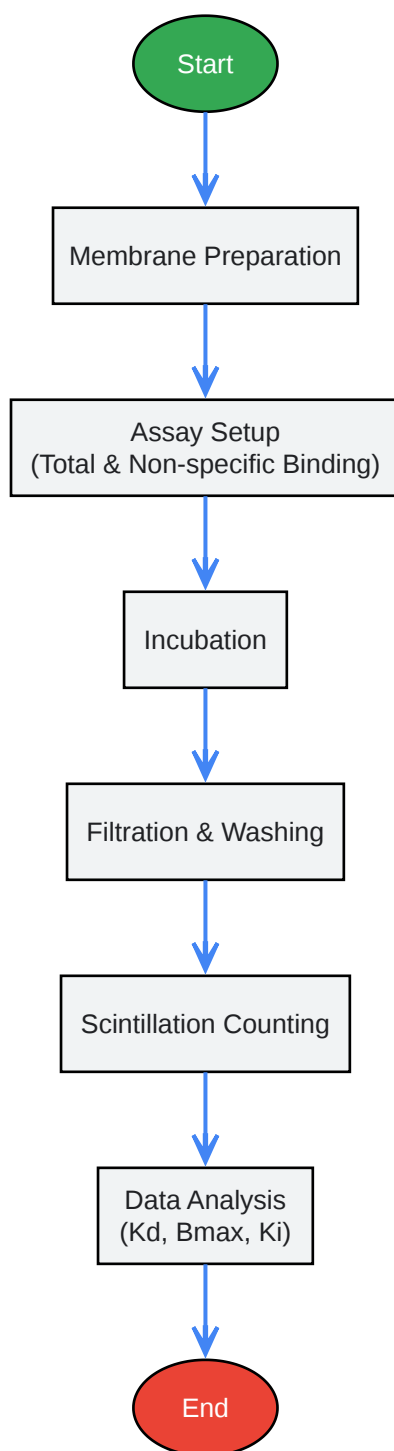 Start
Membrane Preparation
Assay Setup
(Total & Non-specific Binding)
Incubation
Filtration & Washing
Scintillation Counting
Data Analysis
(Kd, Bmax, Ki)
End